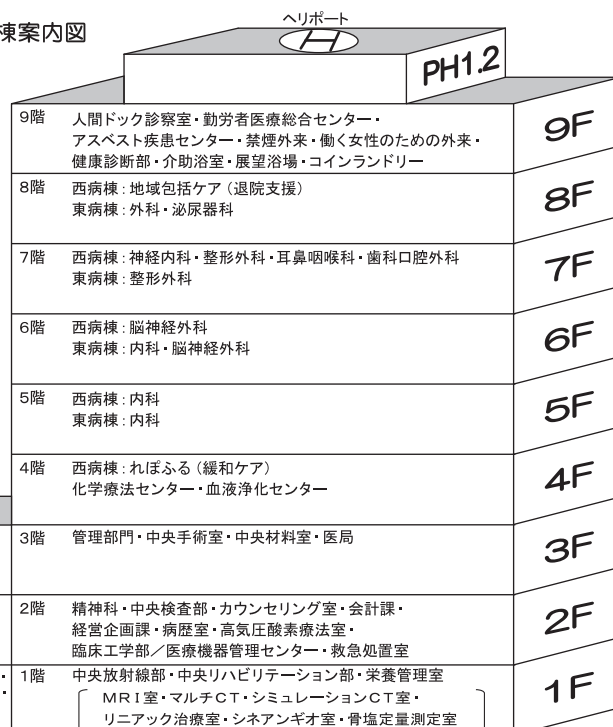 棟案内図
ヘリポート
H
PH1.2
9階 人間ドック診察室・勤労者医療総合センター・
アスベスト疾患センター・禁煙外来・働く女性のための外来・
健康診断部・介助浴室・展望浴場・コインランドリー
9F
8階 西病棟:地域包括ケア(退院支援)
東病棟:外科・泌尿器科
8F
7階 西病棟:神経内科・整形外科・耳鼻咽喉科・歯科口腔外科
東病棟:整形外科
7F
6階 西病棟:脳神経外科
東病棟:内科・脳神経外科
6F
5階 西病棟:内科
東病棟:内科
5F
4階 西病棟:れぽふる(緩和ケア)
化学療法センター・血液浄化センター
4F
3階 管理部門・中央手術室・中央材料室・医局
3F
2階 精神科・中央検査部・カウンセリング室・会計課・
経営企画課・病歴室・高気圧酸素療法室・
臨床工学部/医療機器管理センター・救急処置室
2F
1階 中央放射線部・中央リハビリテーション部・栄養管理室
MRI室・マルチCT・シミュレーションCT室・
リニアック治療室・シネアンギオ室・骨塩定量測定室
1F